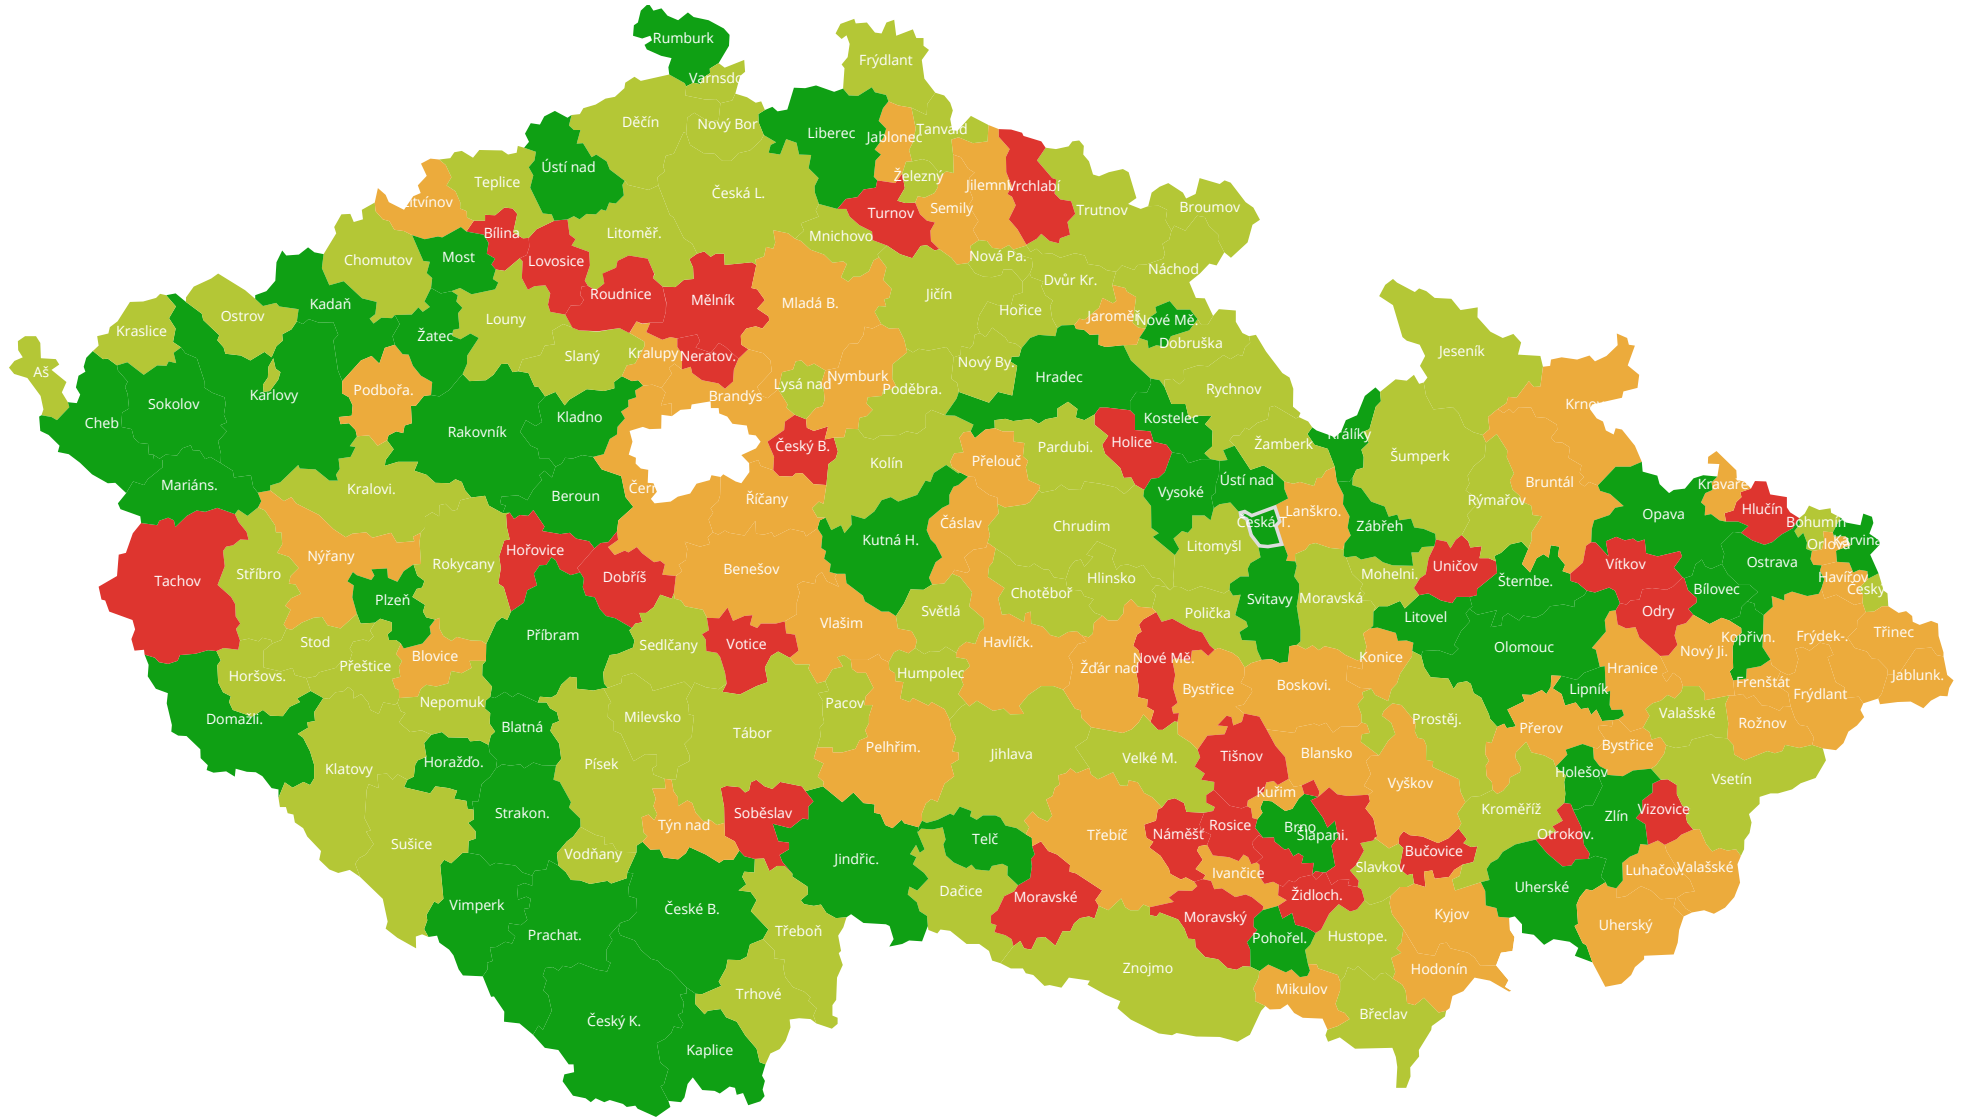 Rumburk
Frýdlant
Varnsdo
Děčín
Nový Bor
Liberec
Jablonec
Tanvald
Ústí nad
Teplice
Česká L.
Železný
Jilemni
Vrchlabí
Litvínov
Turnov
Semily
Trutnov
Broumov
Bílina
Litoměř.
Mnichovo
Chomutov
Most
Lovosice
Nová Pa.
Náchod
Kadaň
Roudnice
Mělník
Mladá B.
Jičín
Dvůr Kr.
Kraslice
Ostrov
Žatec
Louny
Hořice
Jaroměř
Nové Mě.
Dobruška
Jeseník
Aš
Slaný
Kralupy
Neratov.
Nový By.
Hradec
Podbořa.
Brandýs
Lysá nad
Nymburk
Poděbra.
Rychnov
Krnov
Cheb
Sokolov
Karlovy
Rakovník
Kladno
Kostelec
Holice
Český B.
Přelouč
Pardubi.
Žamberk
Králíky
Šumperk
Kolín
Mariáns.
Kralovi.
Beroun
Čern
Říčany
Vysoké
Ústí nad
Rýmařov
Bruntál
Kravaře
Lanškro.
Hlučín
Opava
Čáslav
Chrudim
Česká T.
Zábřeh
Bohumín
Kutná H.
Litomyšl
Orlová
Karviná
Hořovice
Nýřany
Rokycany
Tachov
Stříbro
Dobříš
Benešov
Hlinsko
Mohelni.
Uničov
Šternbe.
Vítkov
Ostrava
Havířov
Český
Bílovec
Plzeň
Chotěboř
Svitavy
Moravská
Světlá
Polička
Litovel
Odry
Vlašim
Příbram
Sedlčany
Votice
Havlíčk.
Olomouc
Kopřivn.
Frýdek-.
Třinec
Stod
Přeštice
Blovice
Nové Mě.
Konice
Nový Ji.
Horšovs.
Humpolec
Žďár nad
Bystřice
Boskovi.
Hranice
Lipník
Frenštát
Frýdlant
Jablunk.
Nepomuk
Pacov
Domažli.
Blatná
Milevsko
Tábor
Prostěj.
Přerov
Valašské
Rožnov
Pelhřim.
Jihlava
Velké M.
Tišnov
Blansko
Bystřice
Klatovy
Horažďo.
Písek
Vyškov
Holešov
Vsetín
Kuřim
Strakon.
Týn nad
Soběslav
Kroměříž
Zlín
Vizovice
Telč
Třebíč
Náměšť
Rosice
Brno
Šlapani.
Otrokov.
Sušice
Vodňany
Jindřic.
Bučovice
Slavkov
Luhačov.
Valašské
Ivančice
Dačice
Moravské
Židloch.
Uherské
Vimperk
České B.
Moravský
Kyjov
Uherský
Prachat.
Třeboň
Pohořel.
Hustope.
Znojmo
Hodonín
Trhové
Mikulov
Český K.
Břeclav
Kaplice